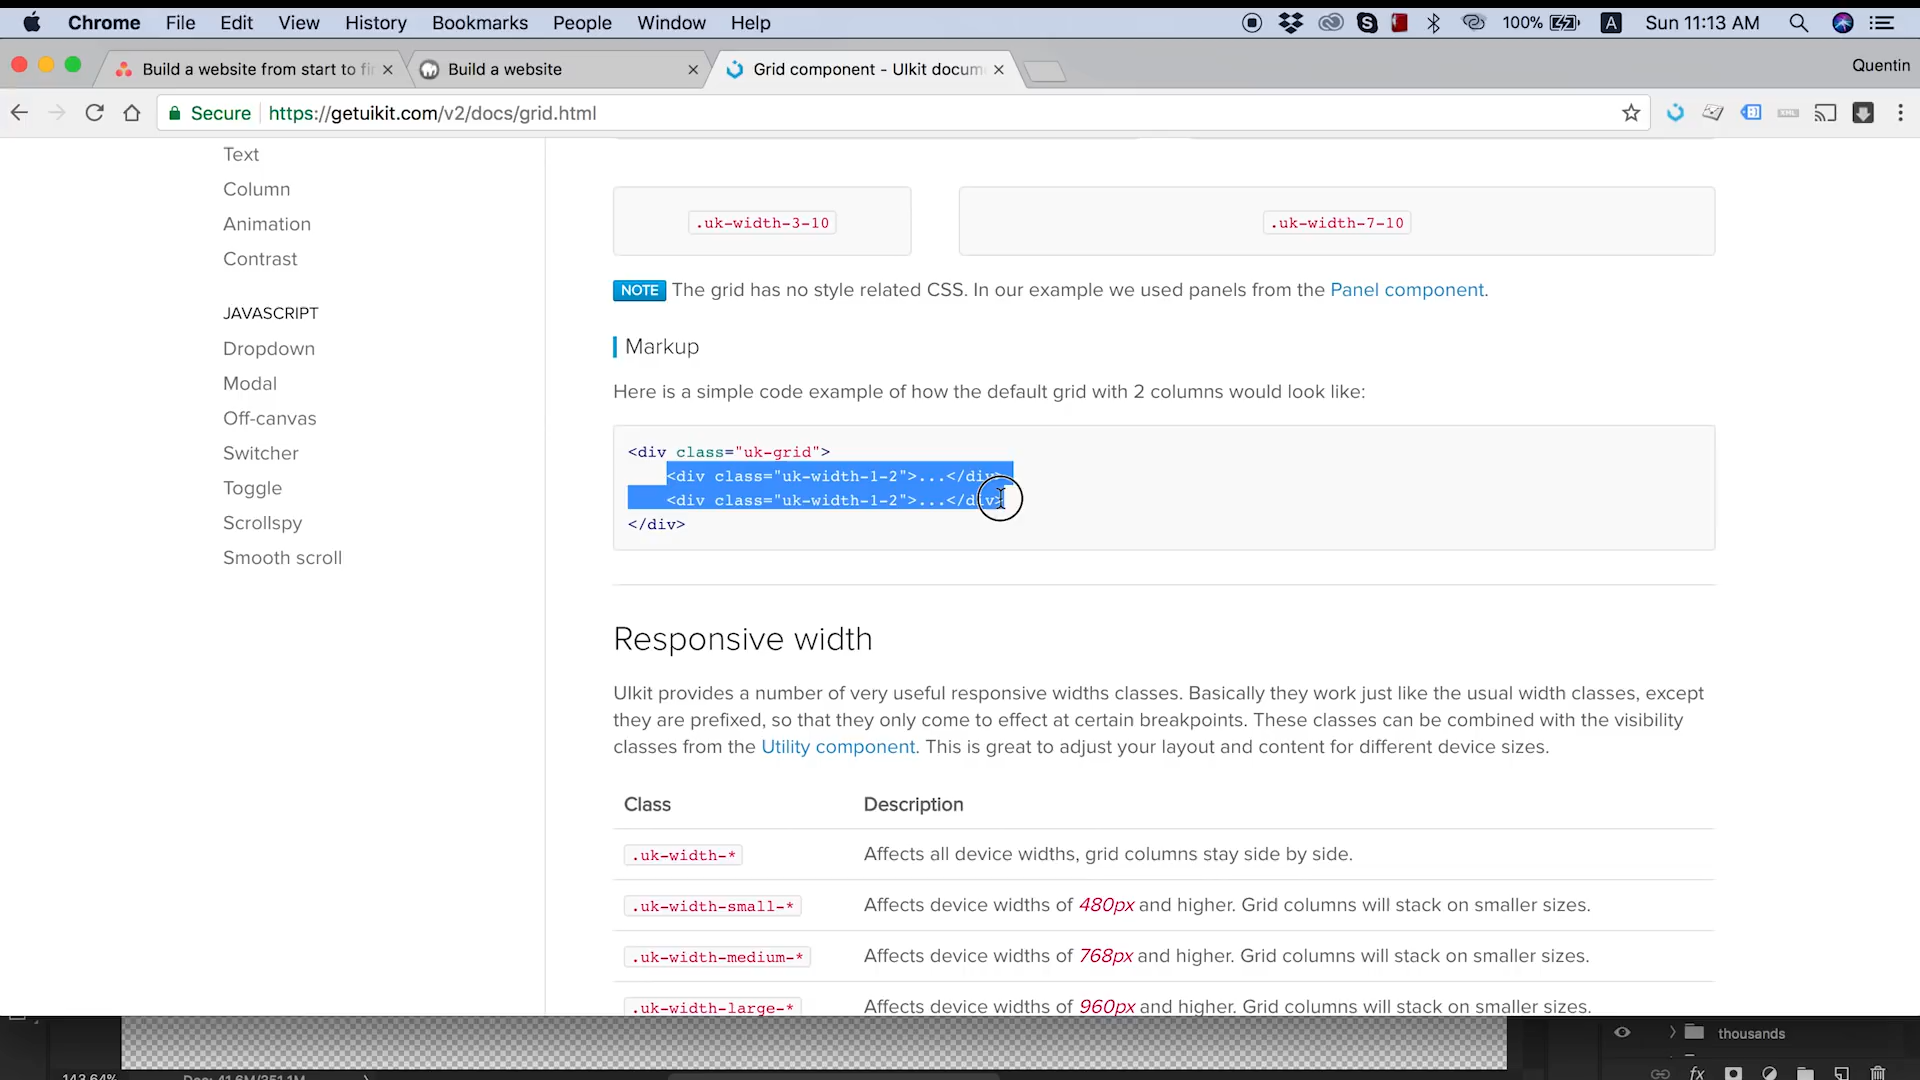 Chrome File Edit View History Bookmarks People Window Help 100% A Sun 11:13 AM
Build a website from start to fir
Build a website
Grid component - UIkit docum
Quentin
Secure https://getuikit.com/v2/docs/grid.html
Text
Column
Animation
Contrast
JAVASCRIPT
Dropdown
Modal
Off-canvas
Switcher
Toggle
Scrollspy
Smooth scroll
.uk-width-3-10 .uk-width-7-10
NOTE The grid has no style related CSS. In our example we used panels from the Panel component.
Markup
Here is a simple code example of how the default grid with 2 columns would look like:
<div class="uk-grid">
<div class="uk-width-1-2">...</div>
<div class="uk-width-1-2">...</div>
</div>
Responsive width
UIkit provides a number of very useful responsive widths classes. Basically they work just like the usual width classes, except
they are prefixed, so that they only come to effect at certain breakpoints. These classes can be combined with the visibility
classes from the Utility component. This is great to adjust your layout and content for different device sizes.
Class Description
.uk-width-* Affects all device widths, grid columns stay side by side.
.uk-width-small-* Affects device widths of 480px and higher. Grid columns will stack on smaller sizes.
.uk-width-medium-* Affects device widths of 768px and higher. Grid columns will stack on smaller sizes.
.uk-width-large-* Affects device widths of 960px and higher. Grid columns will stack on smaller sizes.
thousands
fx